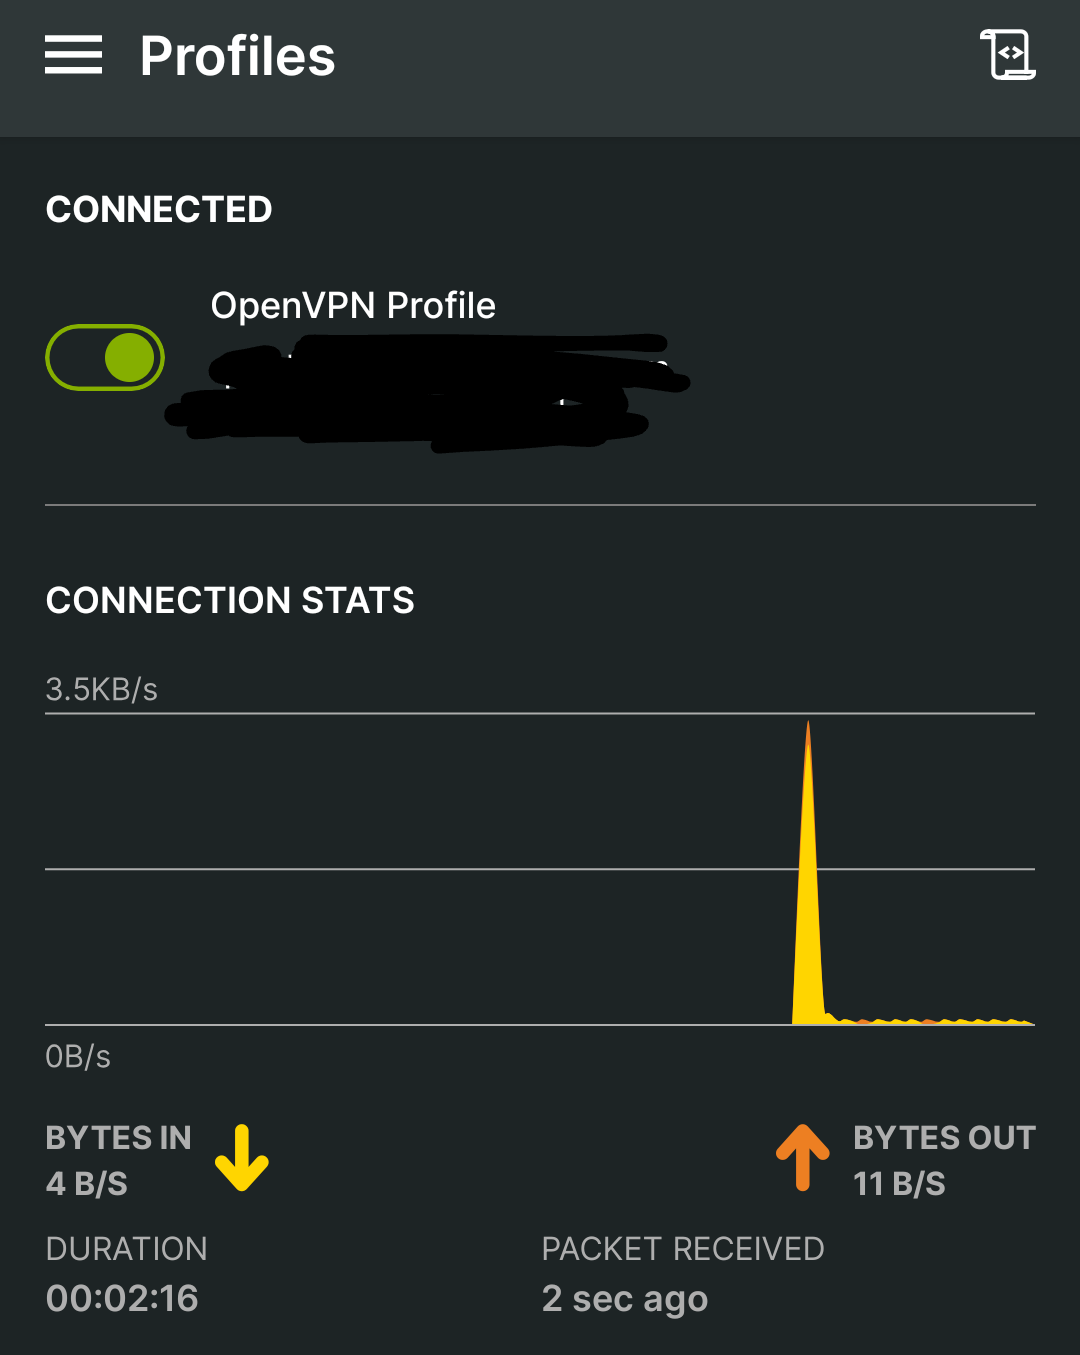 Profiles
CONNECTED
OpenVPN Profile
CONNECTION STATS
3.5KB/s
0B/s
BYTES IN
4 B/S
BYTES OUT
11 B/S
DURATION
00:02:16
PACKET RECEIVED
2 sec ago